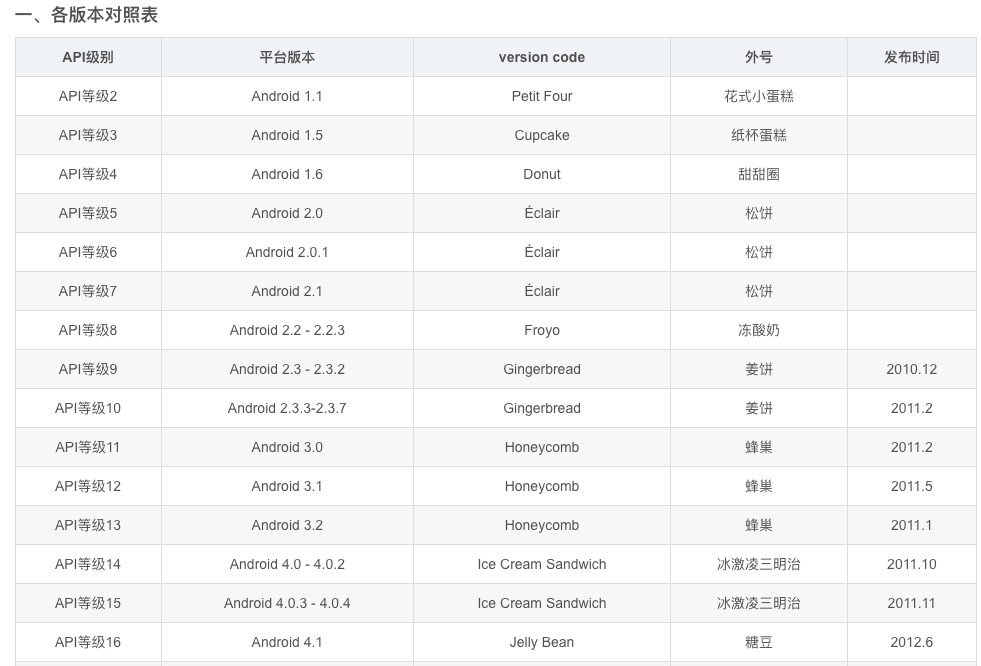 一、各版本对照表
API级别 平台版本 version code 外号 发布时间
API等级2 Android 1.1 Petit Four 花式小蛋糕
API等级3 Android 1.5 Cupcake 纸杯蛋糕
API等级4 Android 1.6 Donut 甜甜圈
API等级5 Android 2.0 Éclair 松饼
API等级6 Android 2.0.1 Éclair 松饼
API等级7 Android 2.1 Éclair 松饼
API等级8 Android 2.2 - 2.2.3 Froyo 冻酸奶
API等级9 Android 2.3 - 2.3.2 Gingerbread 姜饼 2010.12
API等级10 Android 2.3.3-2.3.7 Gingerbread 姜饼 2011.2
API等级11 Android 3.0 Honeycomb 蜂巢 2011.2
API等级12 Android 3.1 Honeycomb 蜂巢 2011.5
API等级13 Android 3.2 Honeycomb 蜂巢 2011.1
API等级14 Android 4.0 - 4.0.2 Ice Cream Sandwich 冰激凌三明治 2011.10
API等级15 Android 4.0.3 - 4.0.4 Ice Cream Sandwich 冰激凌三明治 2011.11
API等级16 Android 4.1 Jelly Bean 糖豆 2012.6